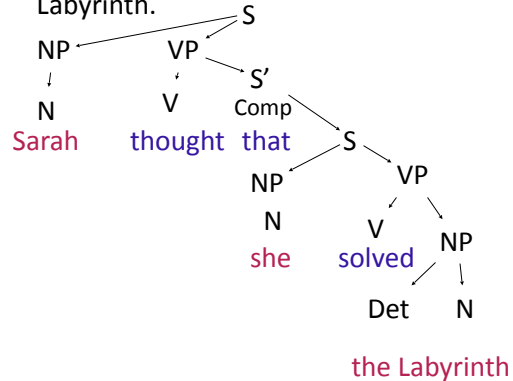 Labyrinth.
S
NP VP
S’
N V Comp
Sarah thought that S
NP VP
N V
she solved NP
Det N
the Labyrinth